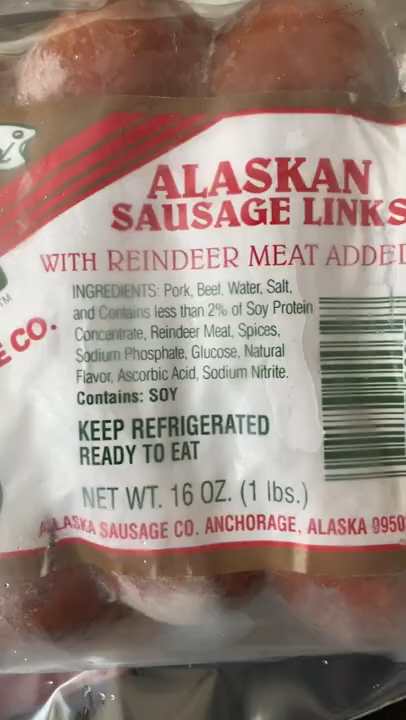 ALASKAN
SAUSAGE LINKS
WITH REINDEER MEAT ADDED
INGREDIENTS: Pork, Beef, Water, Salt,
and Contains less than 2% of Soy Protein
Concentrate, Reindeer Meat, Spices,
Sodium Phosphate, Glucose, Natural
Flavor, Ascorbic Acid, Sodium Nitrite.
Contains: SOY
TM
E CO.
KEEP REFRIGERATED
READY TO EAT
NET WT. 16 OZ. (1 lbs.)
ALASKA SAUSAGE CO. ANCHORAGE, ALASKA 9950